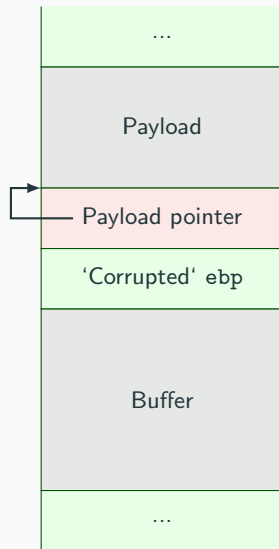 ...
Payload
Payload pointer
‘Corrupted‘ ebp
Buffer
...